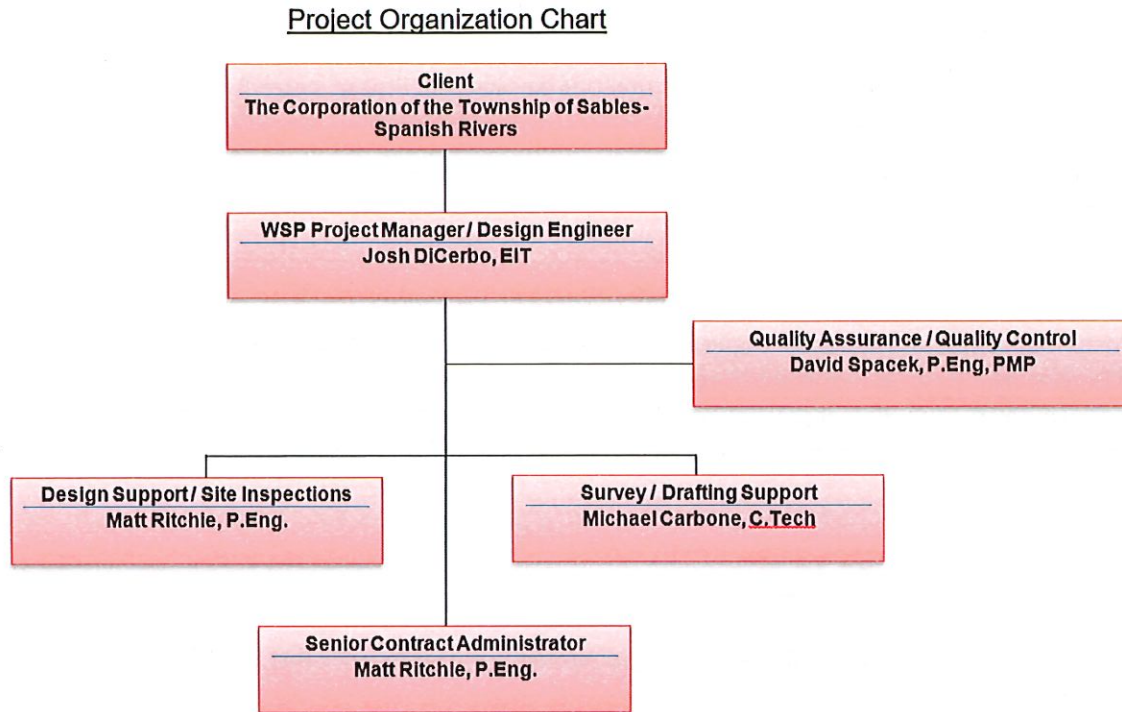 Project Organization Chart
Client
The Corporation of the Township of Sables-
Spanish Rivers
WSP Project Manager / Design Engineer
Josh DiCerbo, EIT
Quality Assurance / Quality Control
David Spacek, P.Eng, PMP
Design Support / Site Inspections
Matt Ritchie, P.Eng.
Survey / Drafting Support
Michael Carbone, C.Tech
Senior Contract Administrator
Matt Ritchie, P.Eng.